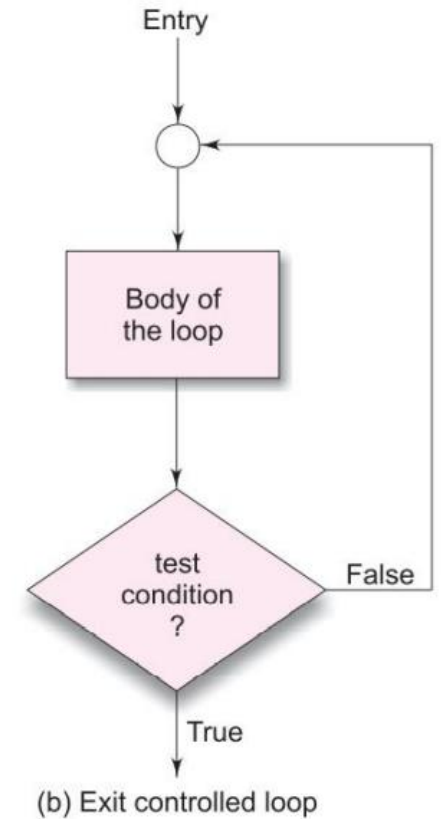 Entry
Body of
the loop
test
condition
?
False
True
(b) Exit controlled loop